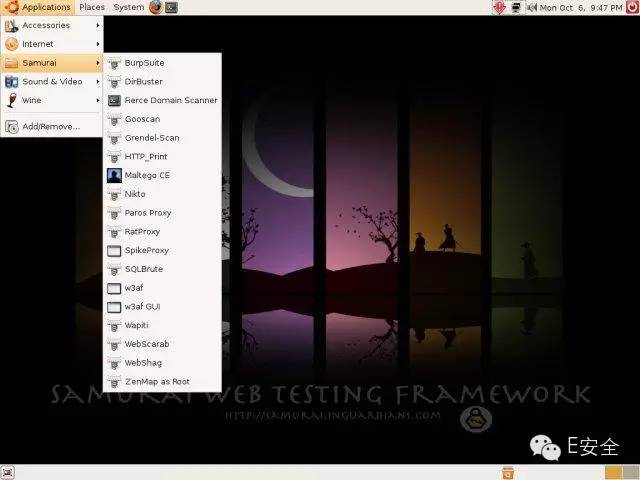 Applications Places System Mon Oct 6, 9:47 PM
Accessories
Internet
Samurai
Sound & Video
Wine
Add/Remove...
BurpSuite
DirBuster
Fierce Domain Scanner
Gooscan
Grendel-Scan
HTTP_Print
Maltego CE
Nikto
Paros Proxy
RatProxy
SpikeProxy
SQLBrute
w3af
w3af GUI
Wapiti
WebScarab
WebShag
ZenMap as Root
SAMURAI WEB TESTING FRAMEWORK
HTTP://SAMURAI.INGUARDIANS.COM
E安全